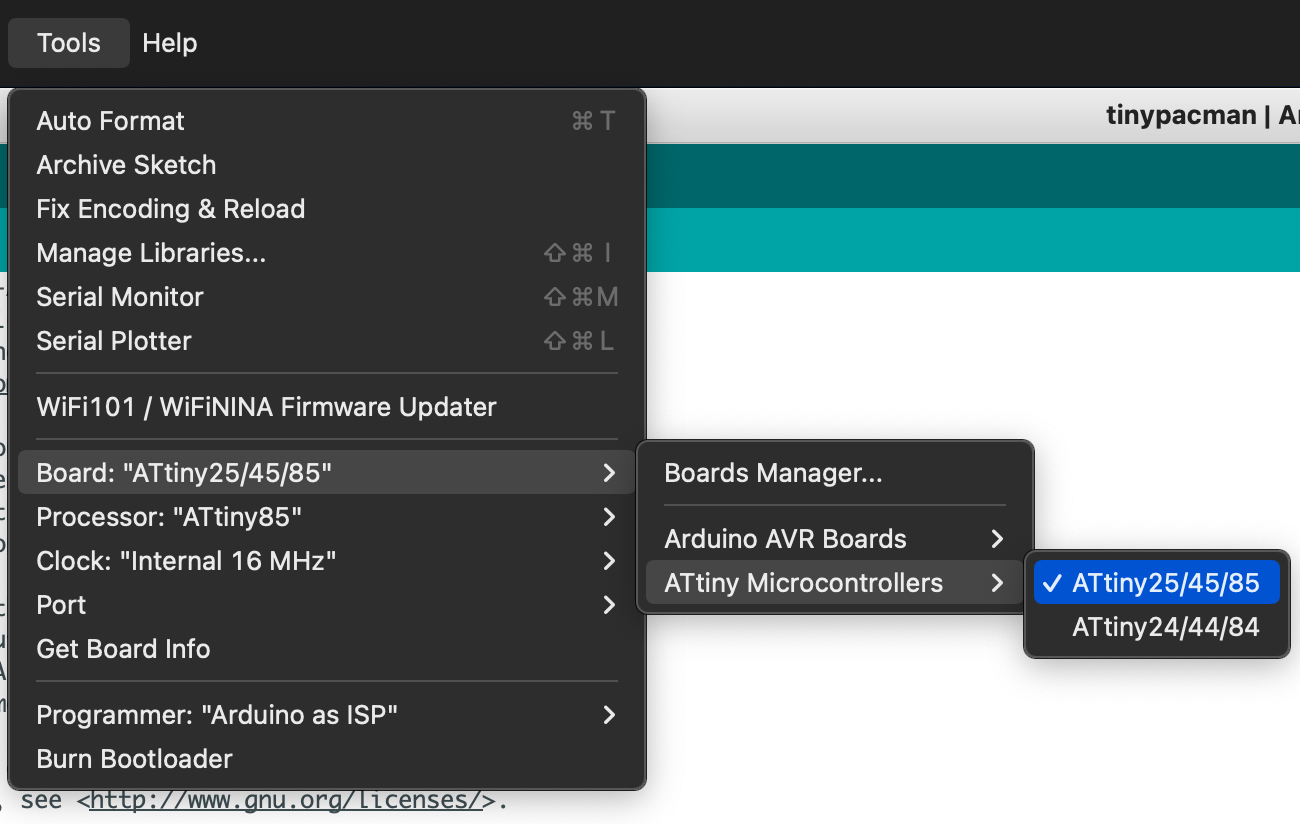 Tools Help
tinypacman |
Auto Format ⌘ T
Archive Sketch
Fix Encoding & Reload
Manage Libraries... ⇧ ⌘ I
Serial Monitor ⇧ ⌘ M
Serial Plotter ⇧ ⌘ L
WiFi101 / WiFiNINA Firmware Updater
Board: "ATtiny25/45/85"
Processor: "ATtiny85"
Clock: "Internal 16 MHz"
Port
Get Board Info
Programmer: "Arduino as ISP"
Burn Bootloader
Boards Manager...
Arduino AVR Boards
ATtiny Microcontrollers
✓ ATtiny25/45/85
ATtiny24/44/84
, see <http://www.gnu.org/licenses/>.